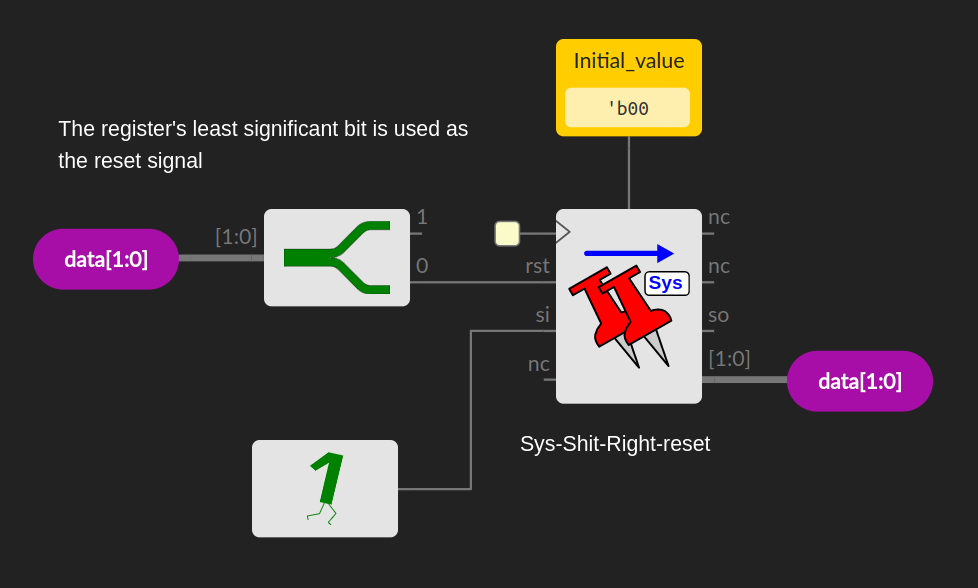 Initial_value
'b00
The register's least significant bit is used as
the reset signal
data[1:0]
[1:0]
1
0
rst
si
nc
Sys
nc
nc
so
[1:0]
data[1:0]
Sys-Shit-Right-reset
1